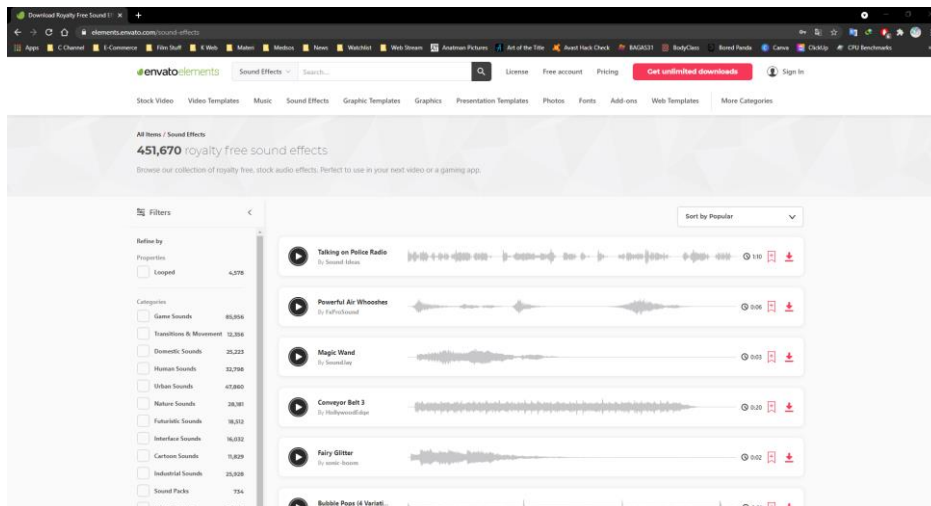 Download Royalty Free Sound Ef
elements.envato.com/sound-effects
Apps C Channel E-Commerce Film Stuff K Web Materi Medsos News Watchlist Web Stream Anatman Pictures Art of the Title Avast Hack Check BAGAS31 BodyClass Bored Panda Canva ClickUp CPU Benchmarks
envatoelements Sound Effects Search... License Free account Pricing Get unlimited downloads Sign In
Stock Video Video Templates Music Sound Effects Graphic Templates Graphics Presentation Templates Photos Fonts Add-ons Web Templates More Categories
All Items / Sound Effects
451,670 royalty free sound effects
Browse our collection of royalty free, stock audio effects. Perfect to use in your next video or a gaming app.
Filters
Sort by Popular
Refine by
Properties
Looped 4,578
Categories
Game Sounds 85,956
Transitions & Movement 12,356
Domestic Sounds 25,223
Human Sounds 32,798
Urban Sounds 47,860
Nature Sounds 28,181
Futuristic Sounds 18,312
Interface Sounds 16,032
Cartoon Sounds 11,829
Industrial Sounds 25,928
Sound Packs 734
Talking on Police Radio 1:10
By Sound-Ideas
Powerful Air Whooshes 0:06
By FxProSound
Magic Wand 0:03
By SoundJay
Conveyor Belt 3 0:20
By HollywoodEdge
Fairy Glitter 0:02
By sonic-boom
Bubble Pops (4 Variati...